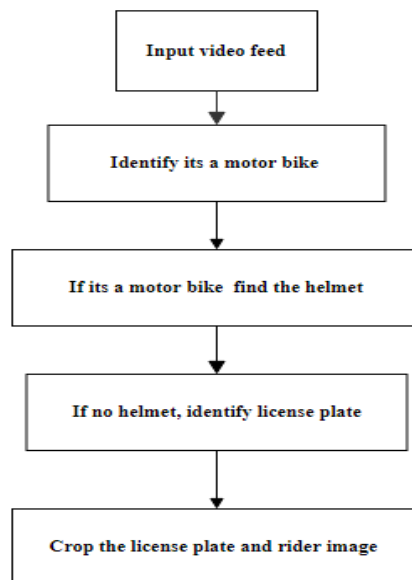 Input video feed
Identify its a motor bike
If its a motor bike find the helmet
If no helmet, identify license plate
Crop the license plate and rider image